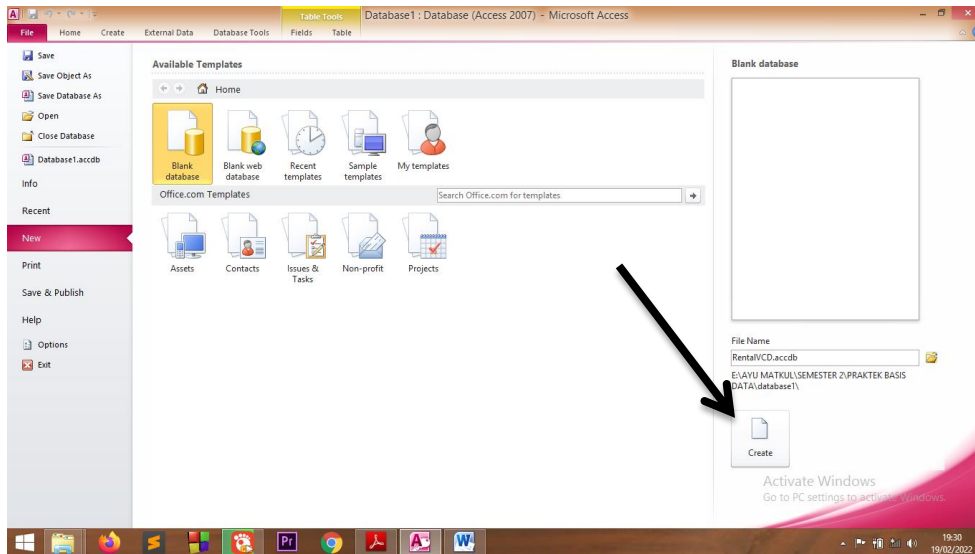 Table Tools
Database1 : Database (Access 2007) - Microsoft Access
File Home Create External Data Database Tools Fields Table
Save
Save Object As
Save Database As
Open
Close Database
Database1.accdb
Info
Recent
New
Print
Save & Publish
Help
Options
Exit
Available Templates
Home
Blank database
Blank web database
Recent templates
Sample templates
My templates
Office.com Templates
Search Office.com for templates
Assets
Contacts
Issues & Tasks
Non-profit
Projects
Blank database
File Name
RentalVCD.accdb
E:\AYU MATKUL\SEMESTER 2\PRAKTEK BASIS
DATA\database1\
Create
Activate Windows
Go to PC settings to activate Windows.
19:30
19/02/2022